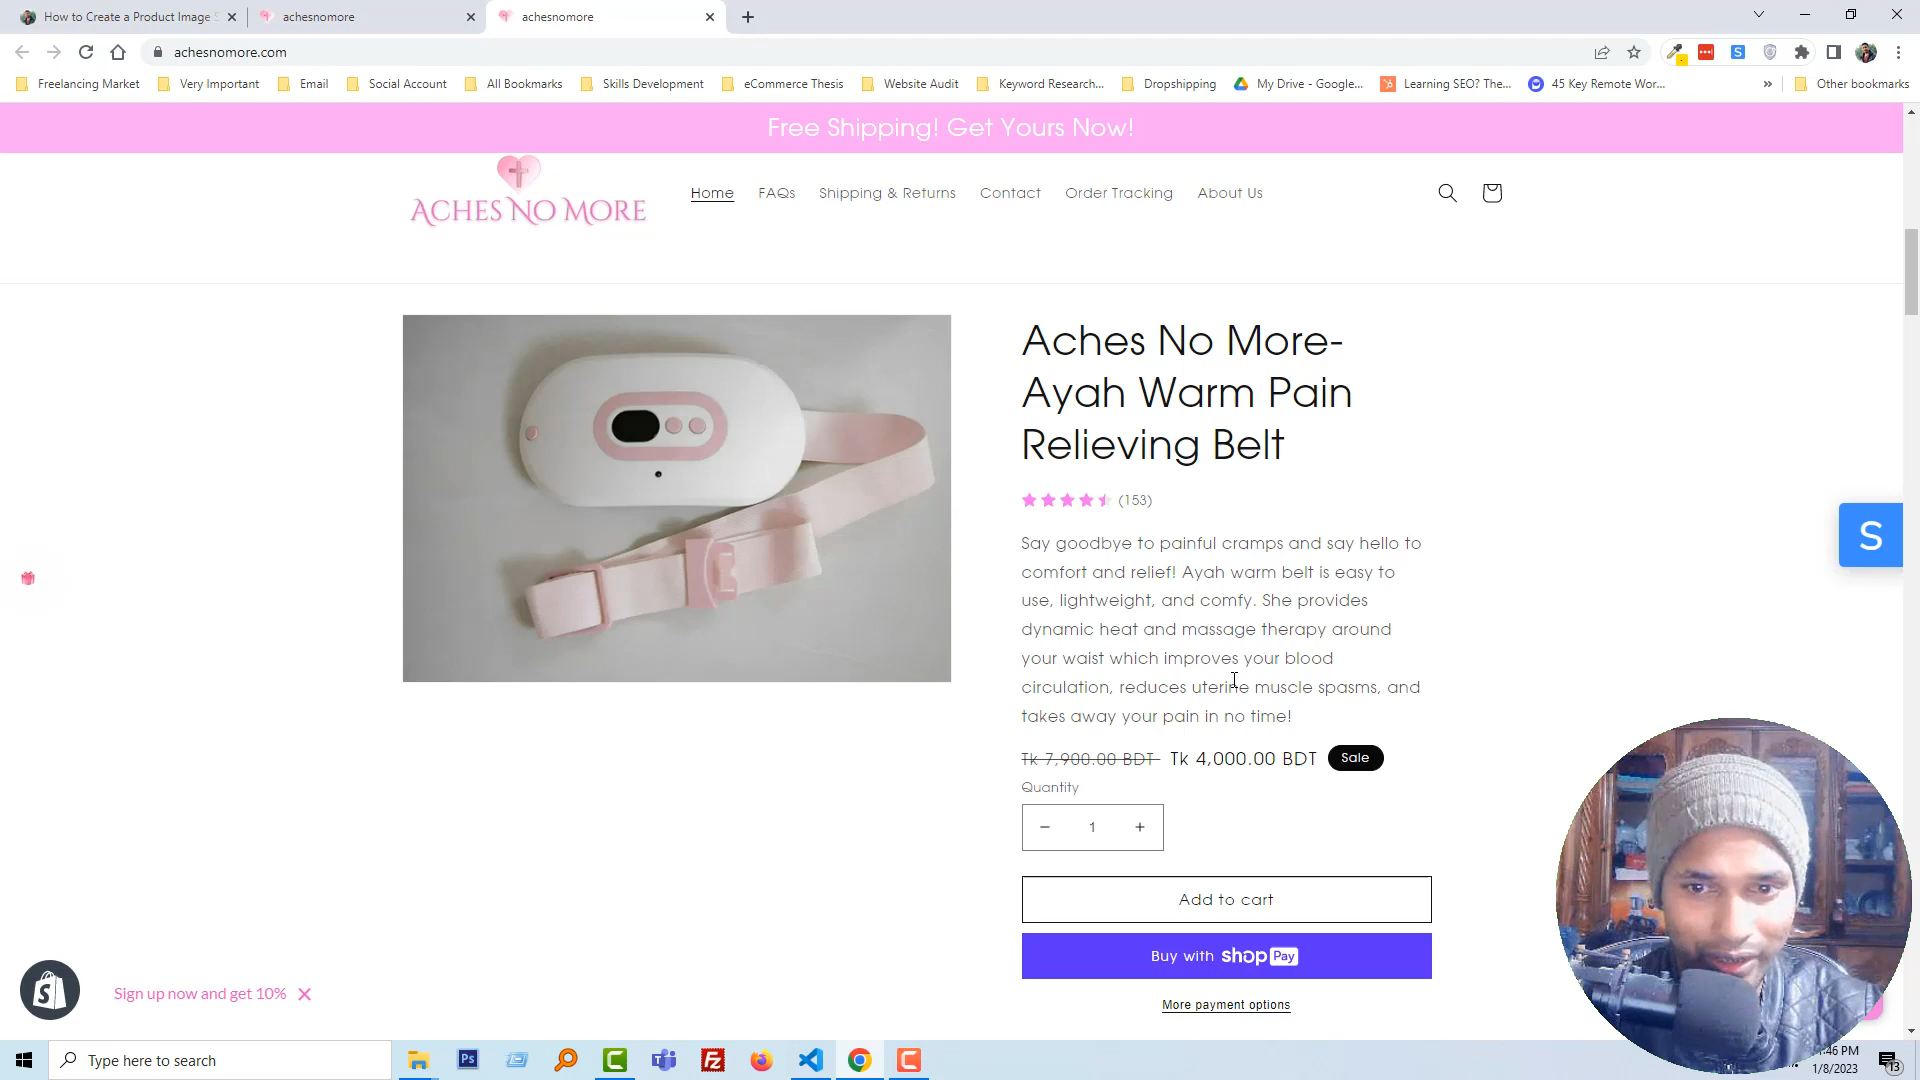 How to Create a Product Image
achesnomore
achesnomore
achesnomore.com
Freelancing Market
Very Important
Email
Social Account
All Bookmarks
Skills Development
eCommerce Thesis
Website Audit
Keyword Research...
Dropshipping
My Drive - Google...
Learning SEO? The...
45 Key Remote Wor...
»
Other bookmarks
Free Shipping! Get Yours Now!
ACHES NO MORE
Home
FAQs
Shipping & Returns
Contact
Order Tracking
About Us
Aches No More-
Ayah Warm Pain
Relieving Belt
(153)
Say goodbye to painful cramps and say hello to
comfort and relief! Ayah warm belt is easy to
use, lightweight, and comfy. She provides
dynamic heat and massage therapy around
your waist which improves your blood
circulation, reduces uterine muscle spasms, and
takes away your pain in no time!
Tk 7,900.00 BDT Tk 4,000.00 BDT Sale
Quantity
− 1 +
Add to cart
Buy with shop Pay
More payment options
S
Sign up now and get 10%
Type here to search
Ps
:46 PM
1/8/2023
13